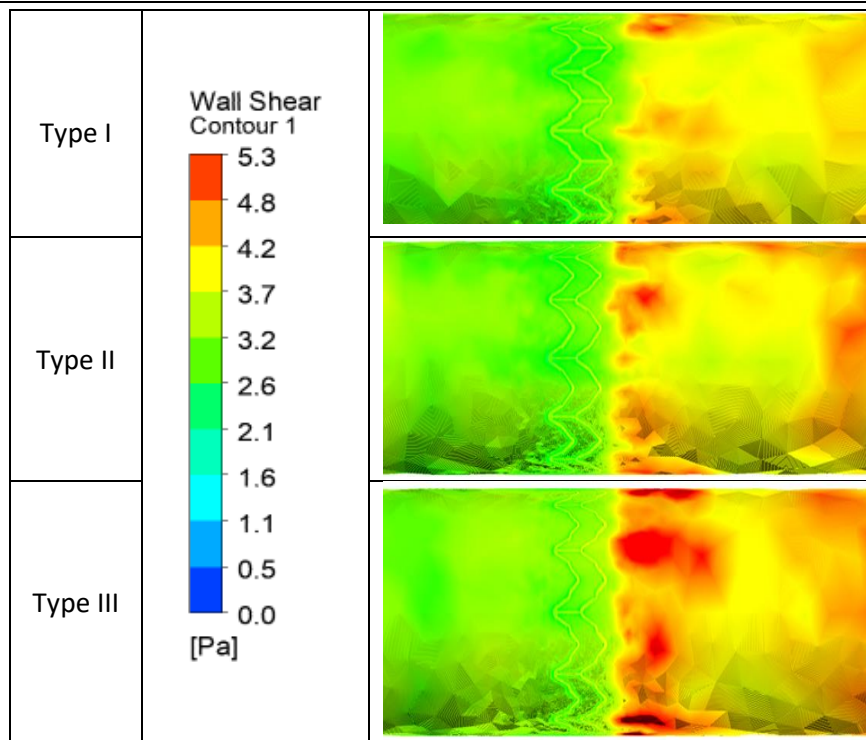 Type I
Wall Shear
Contour 1
5.3
4.8
4.2
3.7
3.2
2.6
2.1
1.6
1.1
0.5
0.0
[Pa]
Type II
Type III